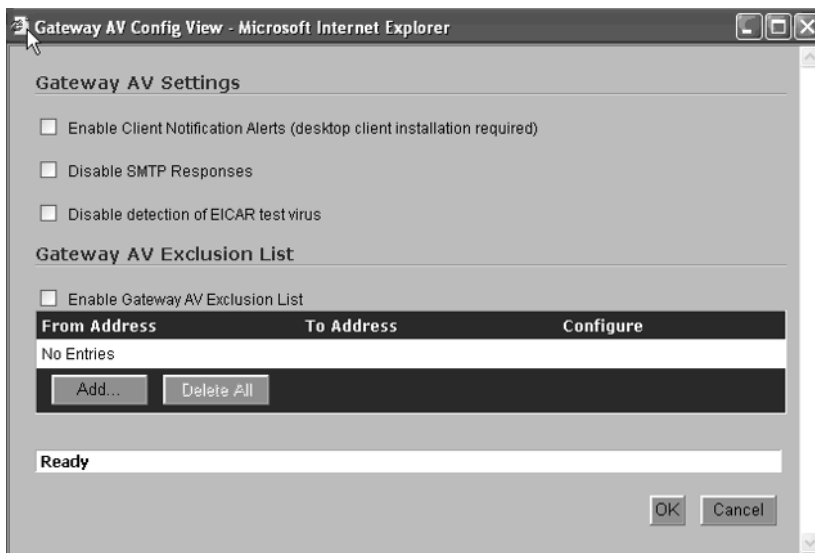 Gateway AV Config View - Microsoft Internet Explorer
Gateway AV Settings
Enable Client Notification Alerts (desktop client installation required)
Disable SMTP Responses
Disable detection of EICAR test virus
Gateway AV Exclusion List
Enable Gateway AV Exclusion List
From Address To Address Configure
No Entries
Add... Delete All
Ready
OK Cancel